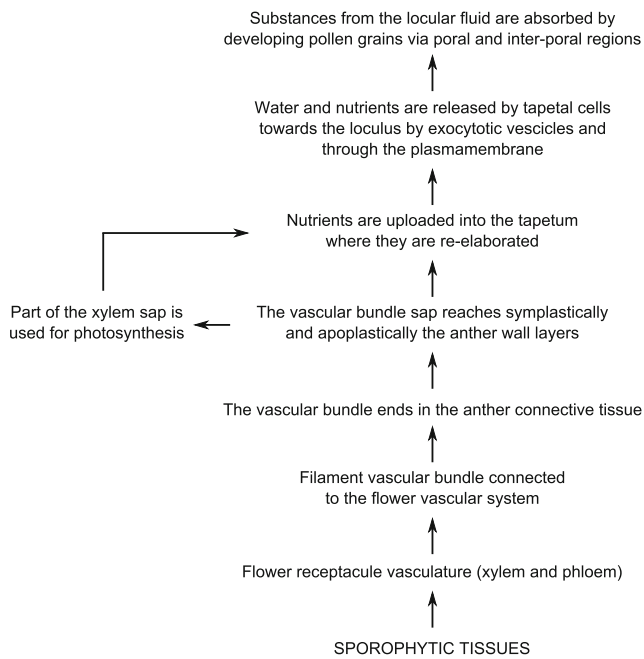 Substances from the locular fluid are absorbed by
developing pollen grains via poral and inter-poral regions
Water and nutrients are released by tapetal cells
towards the loculus by exocytotic vescicles and
through the plasmamembrane
Nutrients are uploaded into the tapetum
where they are re-elaborated
Part of the xylem sap is
used for photosynthesis
The vascular bundle sap reaches symplastically
and apoplastically the anther wall layers
The vascular bundle ends in the anther connective tissue
Filament vascular bundle connected
to the flower vascular system
Flower receptacule vasculature (xylem and phloem)
SPOROPHYTIC TISSUES